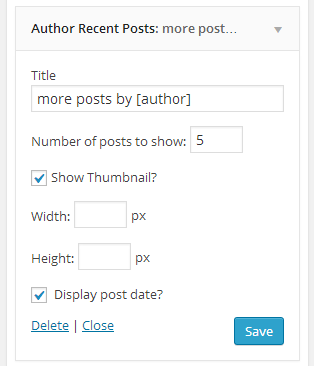 Author Recent Posts: more post…
Title
more posts by [author]
Number of posts to show: 5
Show Thumbnail?
Width: px
Height: px
Display post date?
Delete | Close
Save